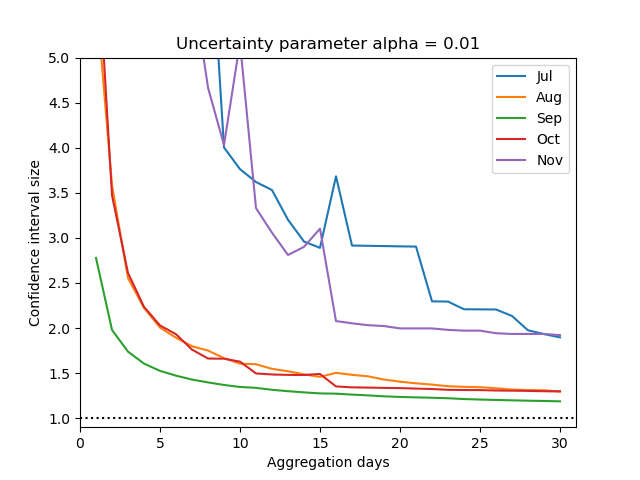 Uncertainty parameter alpha = 0.01
Confidence interval size
5.0
4.5
4.0
3.5
3.0
2.5
2.0
1.5
1.0
Jul
Aug
Sep
Oct
Nov
0 5 10 15 20 25 30
Aggregation days